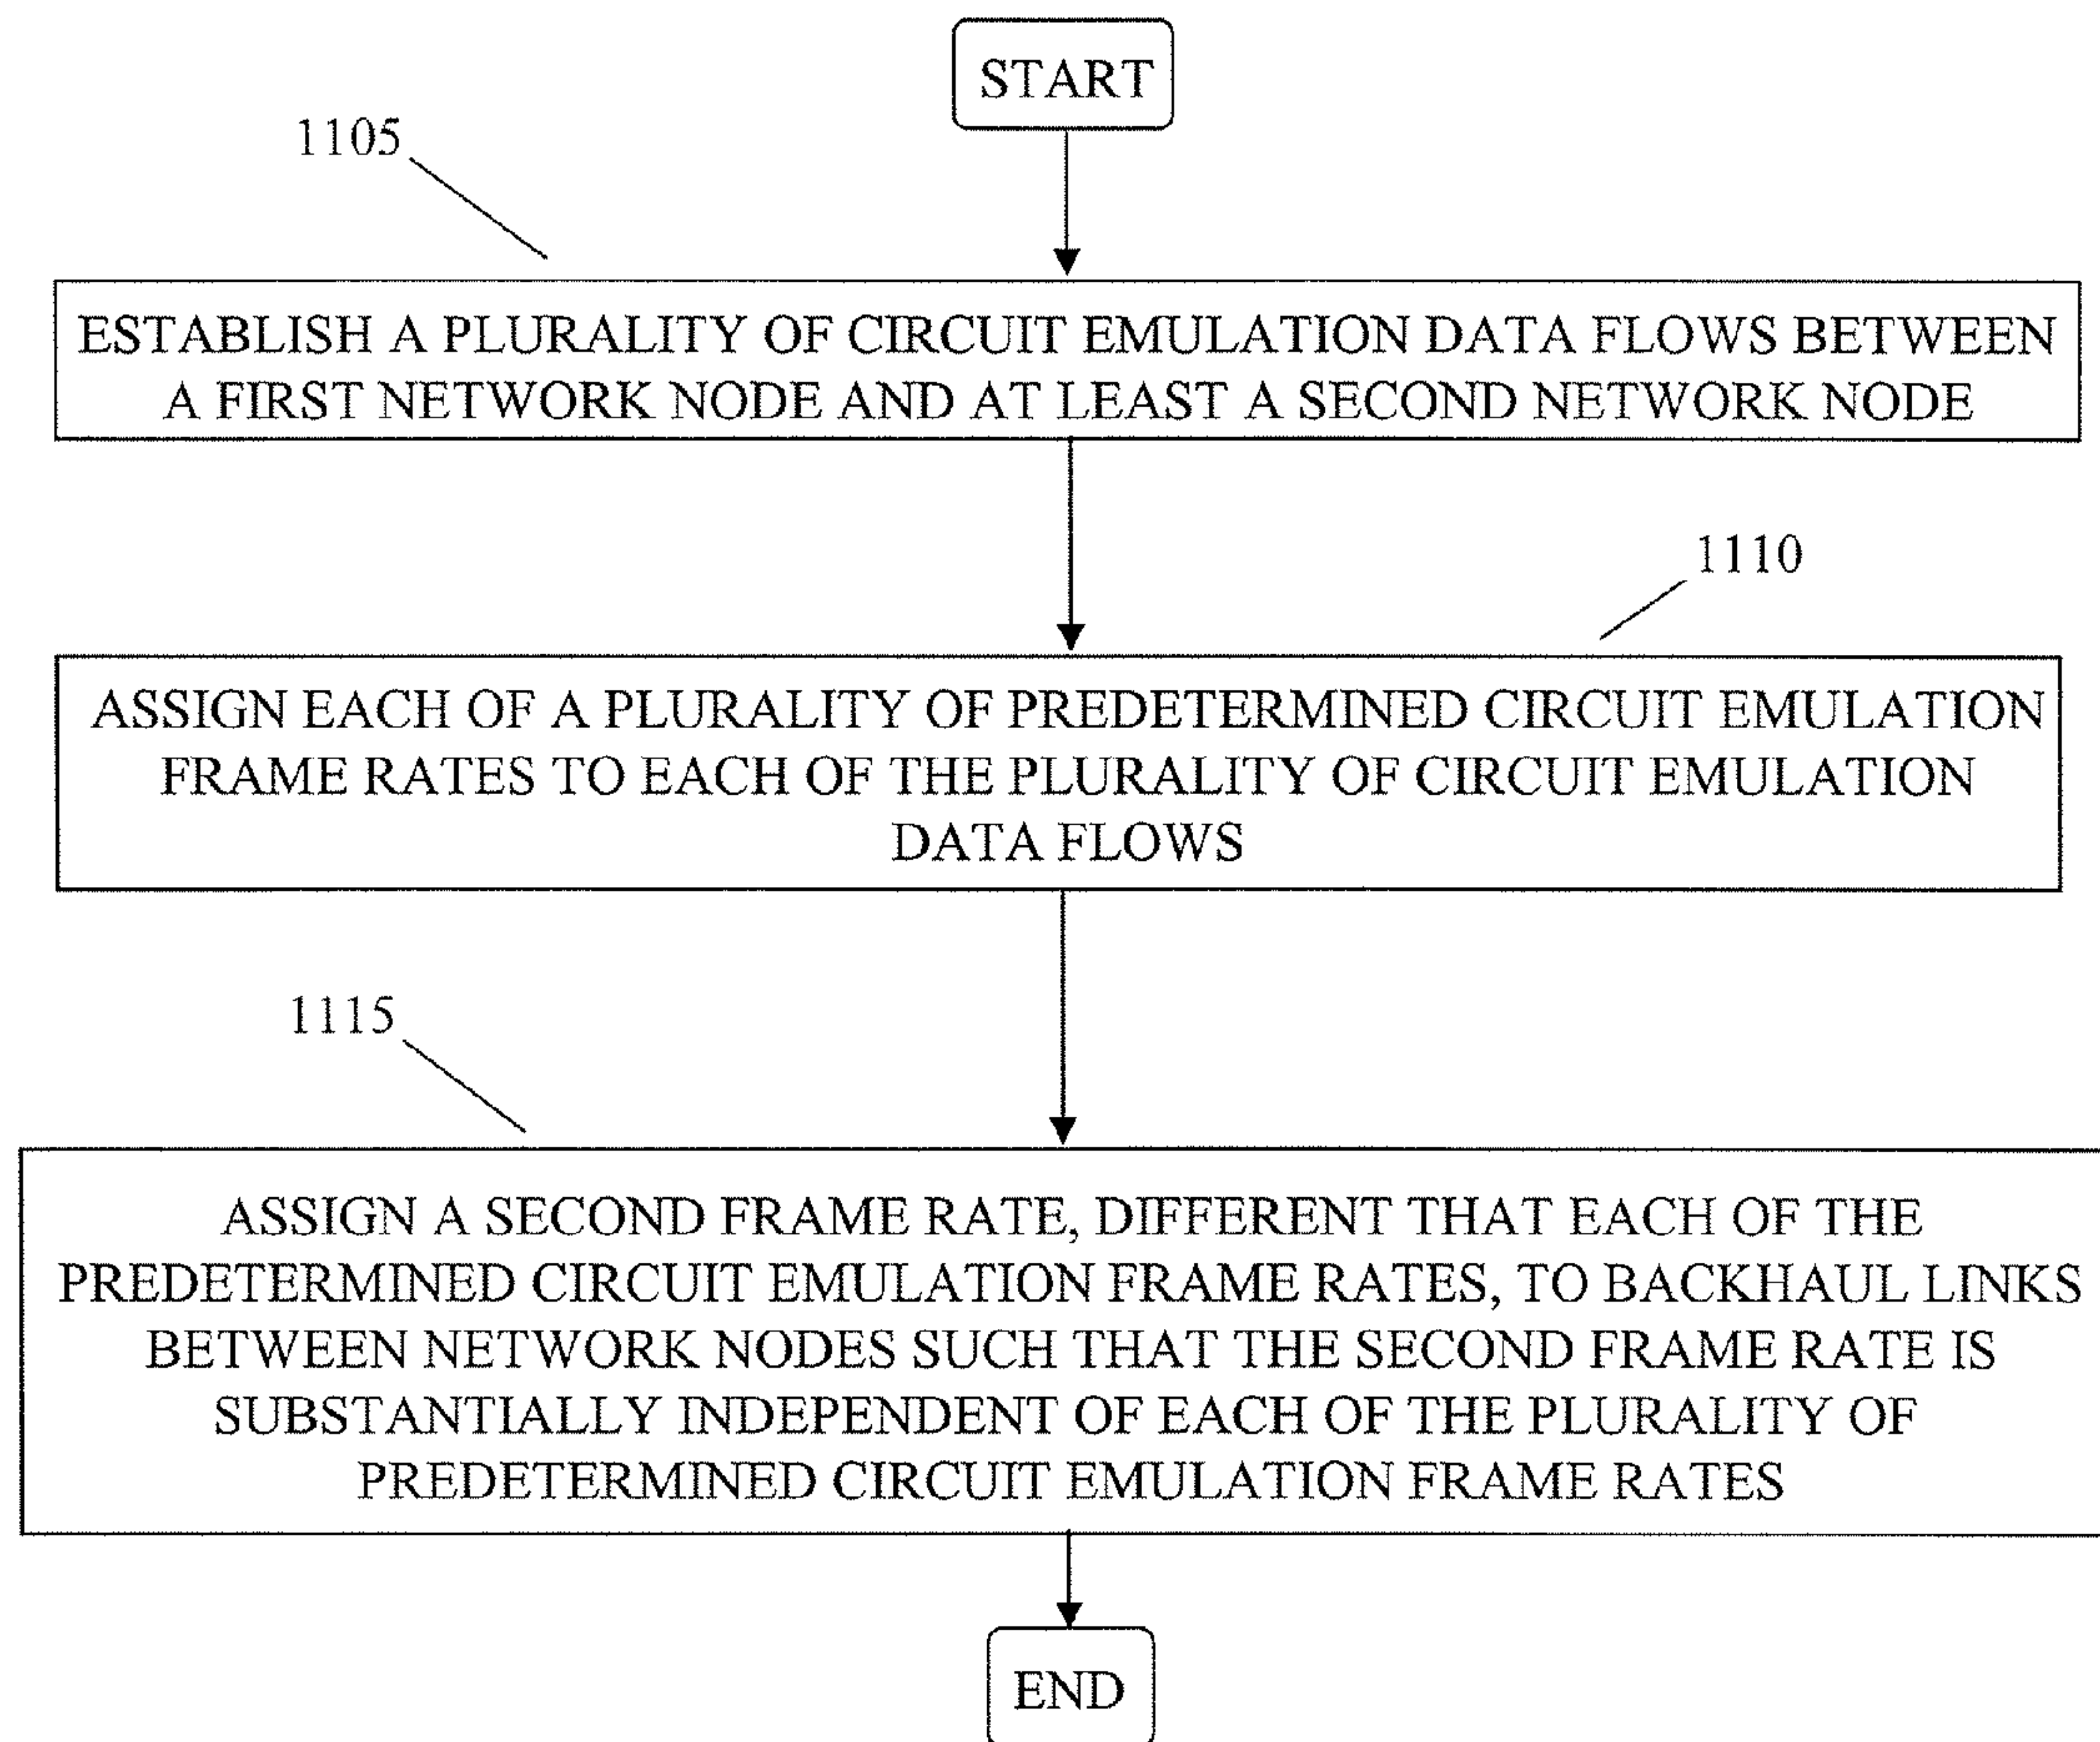 START
1105
ESTABLISH A PLURALITY OF CIRCUIT EMULATION DATA FLOWS BETWEEN
A FIRST NETWORK NODE AND AT LEAST A SECOND NETWORK NODE
1110
ASSIGN EACH OF A PLURALITY OF PREDETERMINED CIRCUIT EMULATION
FRAME RATES TO EACH OF THE PLURALITY OF CIRCUIT EMULATION
DATA FLOWS
1115
ASSIGN A SECOND FRAME RATE, DIFFERENT THAT EACH OF THE
PREDETERMINED CIRCUIT EMULATION FRAME RATES, TO BACKHAUL LINKS
BETWEEN NETWORK NODES SUCH THAT THE SECOND FRAME RATE IS
SUBSTANTIALLY INDEPENDENT OF EACH OF THE PLURALITY OF
PREDETERMINED CIRCUIT EMULATION FRAME RATES
END